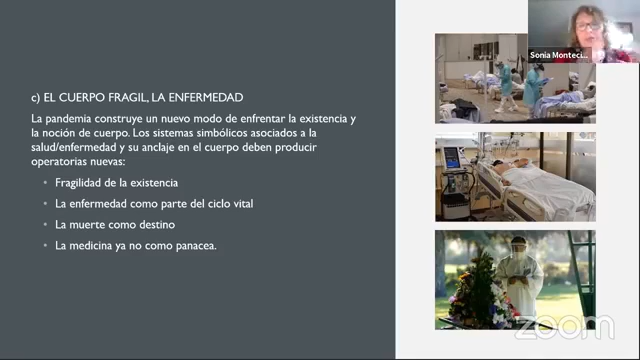 Sonia Monteci...
c) EL CUERPO FRAGIL, LA ENFERMEDAD
La pandemia construye un nuevo modo de enfrentar la existencia y
la noción de cuerpo. Los sistemas simbólicos asociados a la
salud/enfermedad y su anclaje en el cuerpo deben producir
operatorias nuevas:
• Fragilidad de la existencia
• La enfermedad como parte del ciclo vital
• La muerte como destino
• La medicina ya no como panacea.
zoom